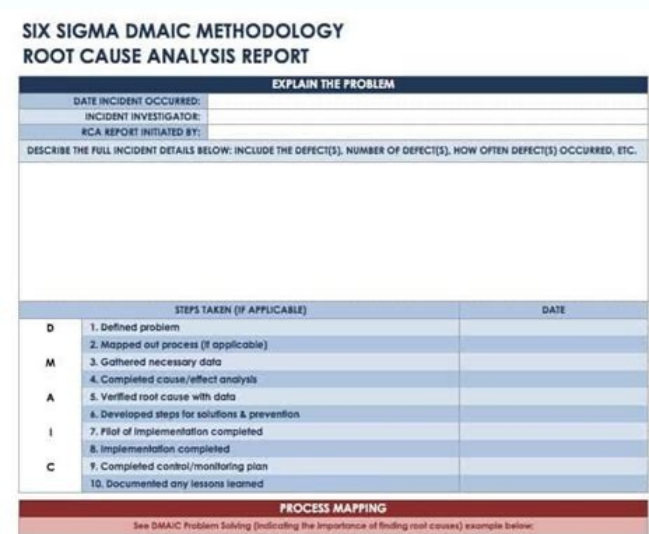 SIX SIGMA DMAIC METHODOLOGY
ROOT CAUSE ANALYSIS REPORT
EXPLAIN THE PROBLEM
DATE INCIDENT OCCURRED:
INCIDENT INVESTIGATOR:
RCA REPORT INITIATED BY:
DESCRIBE THE FULL INCIDENT DETAILS BELOW: INCLUDE THE DEFECT(S), NUMBER OF DEFECT(S), HOW OFTEN DEFECT(S) OCCURRED, ETC.
STEPS TAKEN (IF APPLICABLE) DATE
D 1. Defined problem
2. Mapped out process (if applicable)
M 3. Gathered necessary data
4. Completed cause/effect analysis
A 5. Verified root cause with data
6. Developed steps for solutions & prevention
I 7. Pilot of implementation completed
8. Implementation completed
C 9. Completed control/monitoring plan
10. Documented any lessons learned
PROCESS MAPPING
See DMAIC Problem Solving (indicating the importance of finding root causes) example below: